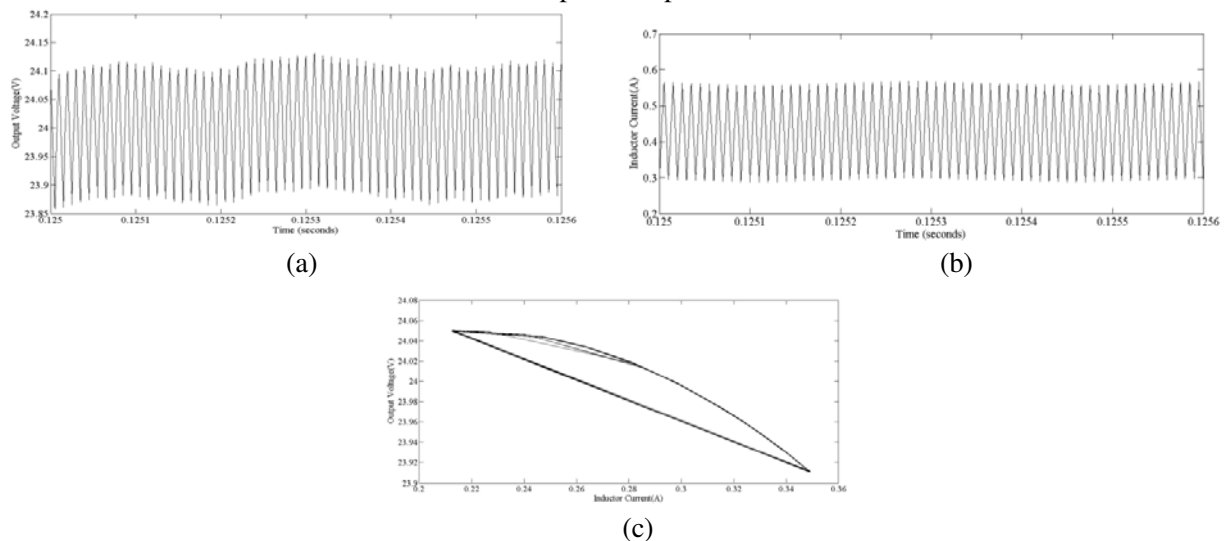 24.2
24.15
24.1
24.05
24
23.95
23.9
23.85
Output Voltage(V)
0.125 0.1251 0.1252 0.1253 0.1254 0.1255 0.1256
Time (seconds)
(a)
0.7
0.6
0.5
0.4
0.3
0.2
Inductor Current(A)
0.125 0.1251 0.1252 0.1253 0.1254 0.1255 0.1256
Time (seconds)
(b)
24.08
24.06
24.04
24.02
24
23.98
23.96
23.94
23.92
23.9
Output Voltage(V)
0.2 0.22 0.24 0.26 0.28 0.3 0.32 0.34 0.36
Inductor Current(A)
(c)